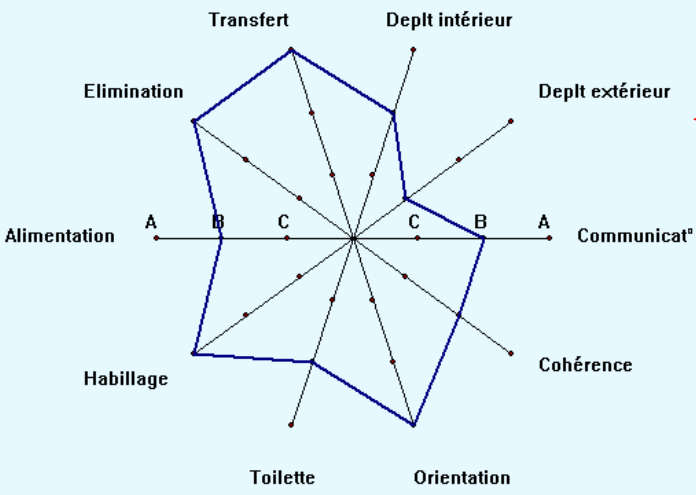 Transfert
Deplt intérieur
Elimination
Deplt extérieur
Alimentation
A B C C B A
Communicat°
Habillage
Cohérence
Toilette
Orientation